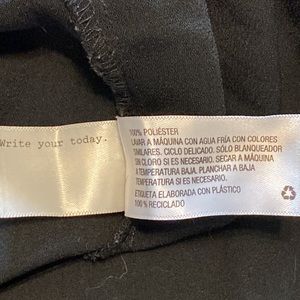 Write your today.
100% POLIÉSTER
LAVAR A MÁQUINA CON AGUA FRÍA CON COLORES
SIMILARES. CICLO DELICADO. SÓLO BLANQUEADOR
SIN CLORO SI ES NECESARIO. SECAR A MÁQUINA
A TEMPERATURA BAJA. PLANCHAR A BAJA
TEMPERATURA SI ES NECESARIO.
ETIQUETA ELABORADA CON PLÁSTICO
100 % RECICLADO